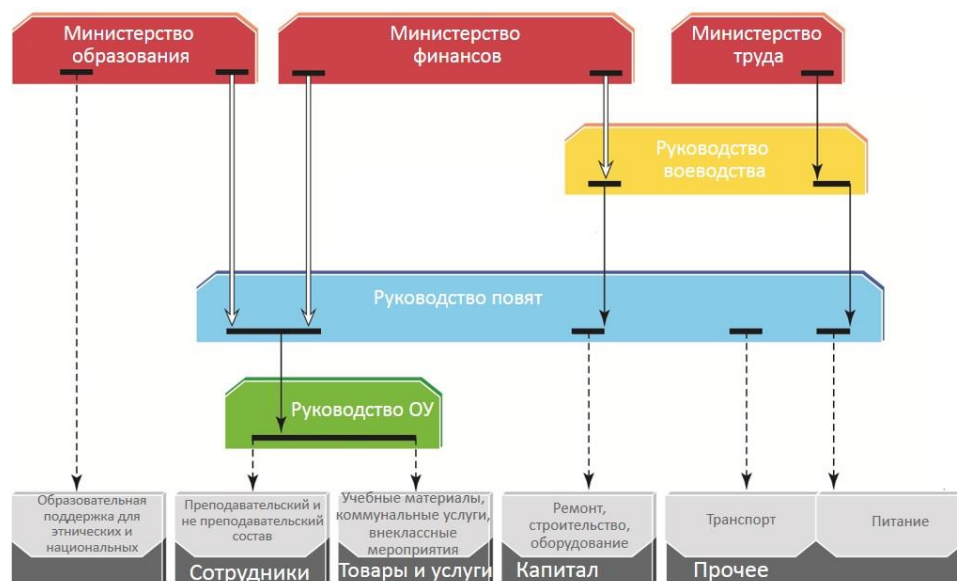 Министерство
образования
Министерство
финансов
Министерство
труда
Руководство
воеводства
Руководство повят
Руководство ОУ
Образовательная
поддержка для
этнических и
национальных
Преподавательский и
не преподавательский
состав
Сотрудники
Учебные материалы,
коммунальные услуги,
внеклассные
мероприятия
Товары и услуги
Ремонт,
строительство,
оборудование
Капитал
Транспорт
Питание
Прочее